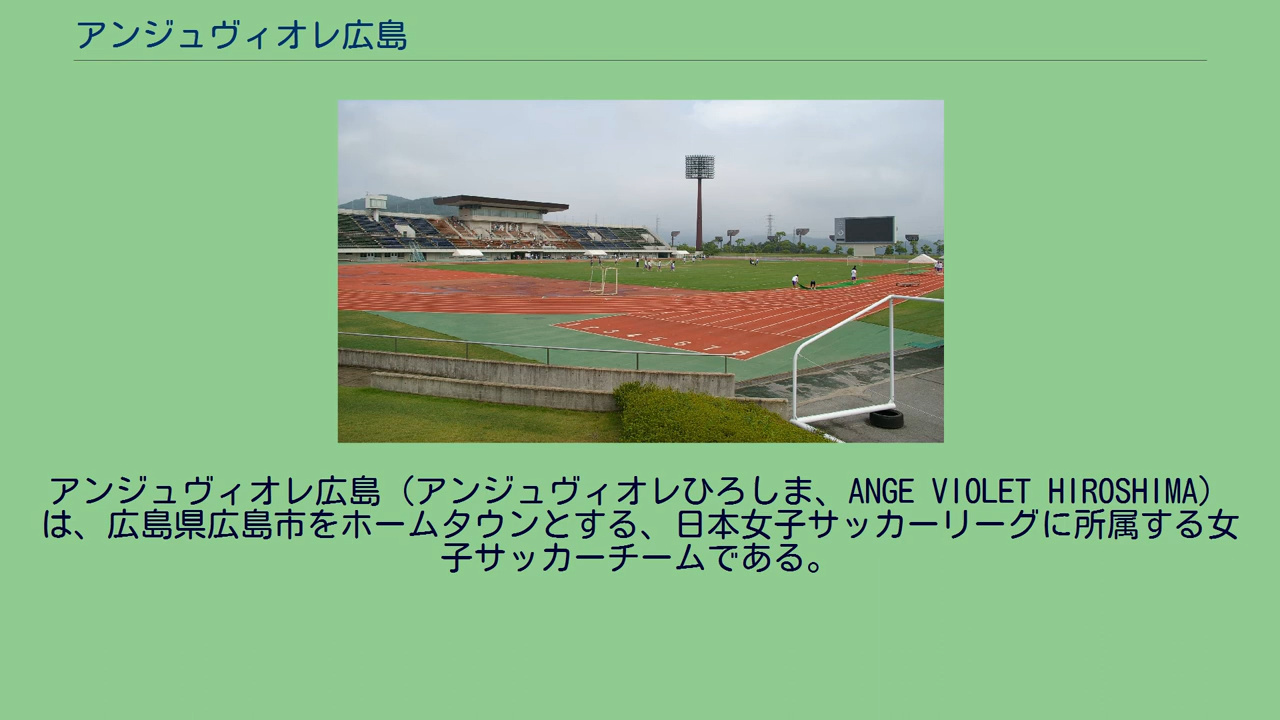 アンジュヴィオレ広島
アンジュヴィオレ広島（アンジュヴィオレひろしま、ANGE VIOLET HIROSHIMA）
は、広島県広島市をホームタウンとする、日本女子サッカーリーグに所属する女
子サッカーチームである。